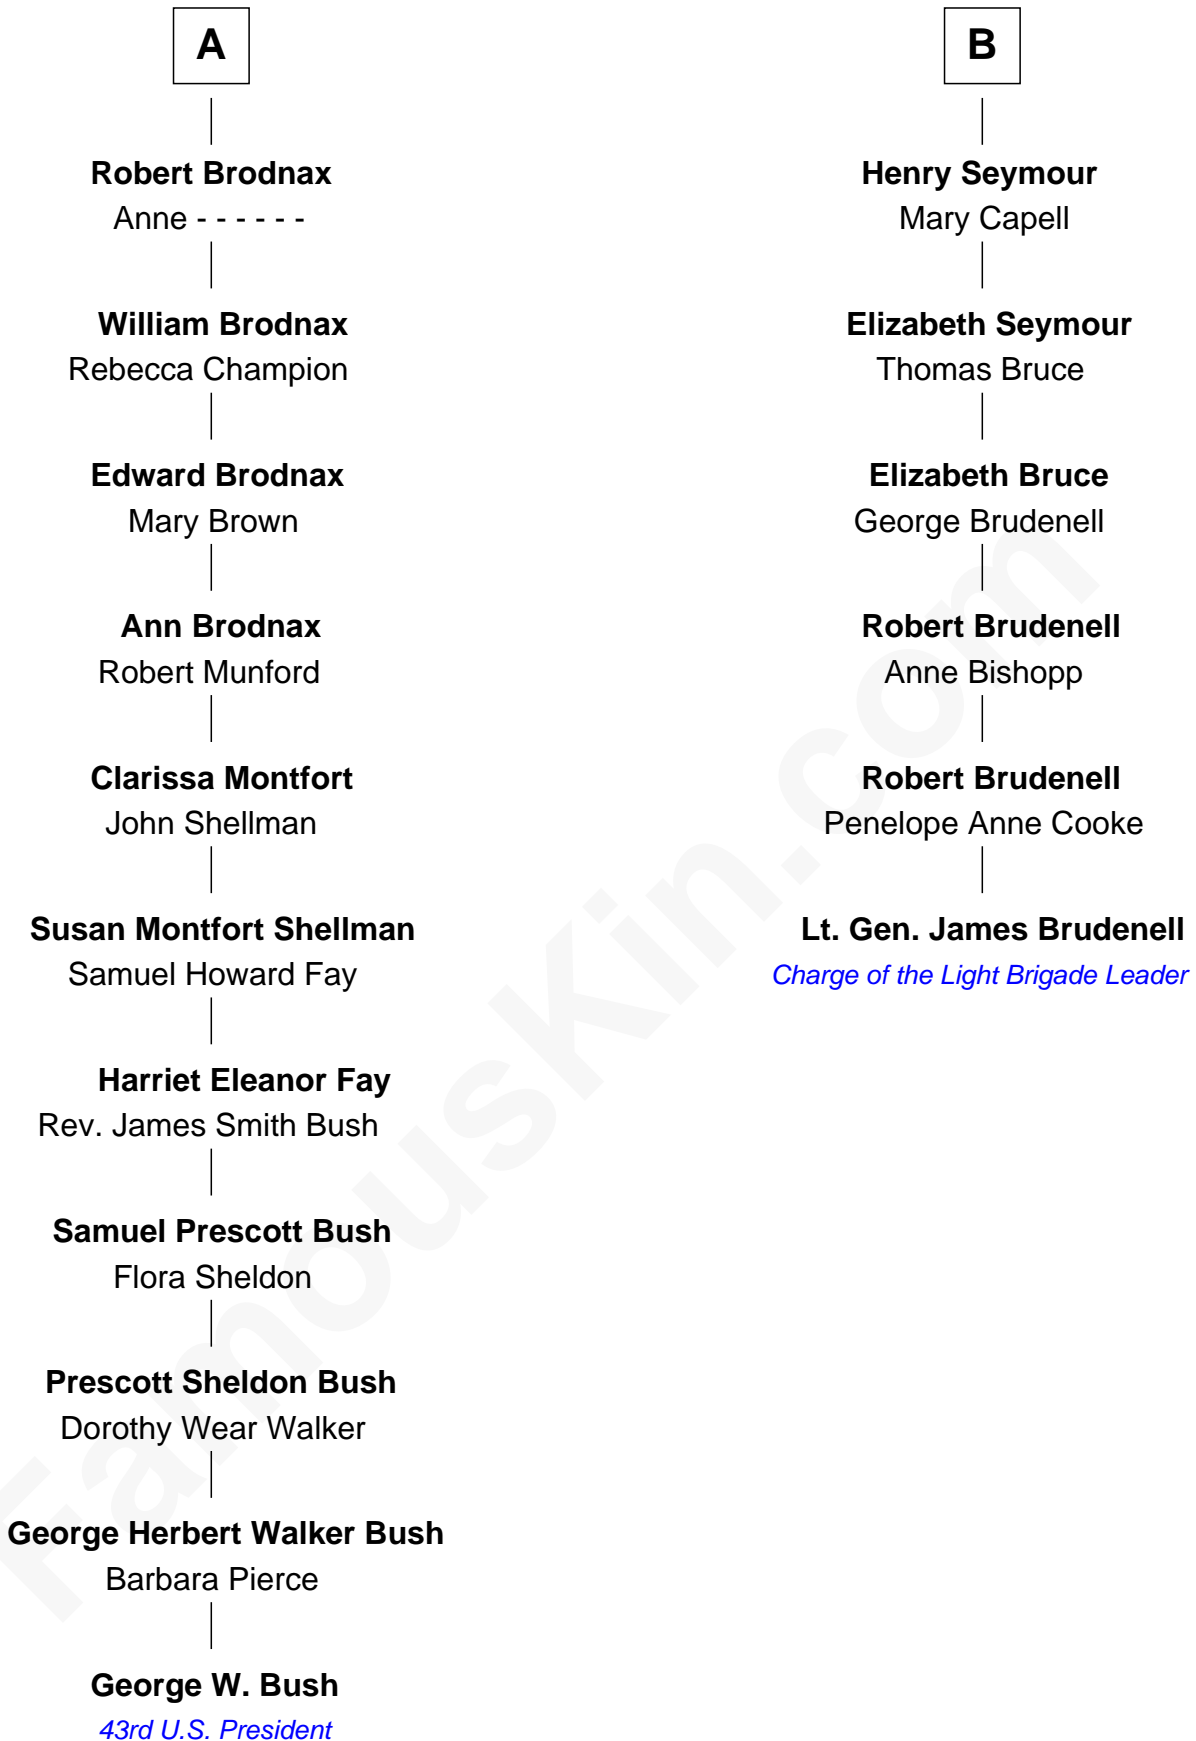 A
Robert Brodnax
Anne - - - - - -
William Brodnax
Rebecca Champion
Edward Brodnax
Mary Brown
Ann Brodnax
Robert Munford
Clarissa Montfort
John Shellman
Susan Montfort Shellman
Samuel Howard Fay
Harriet Eleanor Fay
Rev. James Smith Bush
Samuel Prescott Bush
Flora Sheldon
Prescott Sheldon Bush
Dorothy Wear Walker
George Herbert Walker Bush
Barbara Pierce
George W. Bush
43rd U.S. President
B
Henry Seymour
Mary Capell
Elizabeth Seymour
Thomas Bruce
Elizabeth Bruce
George Brudenell
Robert Brudenell
Anne Bishopp
Robert Brudenell
Penelope Anne Cooke
Lt. Gen. James Brudenell
Charge of the Light Brigade Leader
FamousKin.com